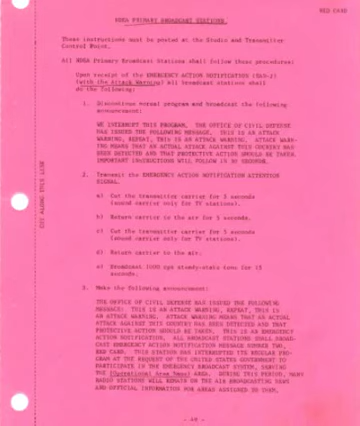 RED CARD
NDEA PRIMARY BROADCAST STATIONS
These instructions must be posted at the Studio and Transmitter
Control Point.
All NDEA Primary Broadcast Stations shall follow these procedures:
Upon receipt of the EMERGENCY ACTION NOTIFICATION
(with the Attack Warning) all broadcast stations shall
do the following:
1. Discontinue normal program and broadcast the following
announcement:
WE INTERRUPT THIS PROGRAM. THE OFFICE OF CIVIL DEFENSE
HAS ISSUED THE FOLLOWING MESSAGE. THIS IS AN ATTACK
WARNING, REPEAT, THIS IS AN ATTACK WARNING. ATTACK WARN-
ING MEANS THAT AN ACTUAL ATTACK AGAINST THIS COUNTRY HAS
BEEN DETECTED AND THAT PROTECTIVE ACTION SHOULD BE TAKEN.
IMPORTANT INSTRUCTIONS WILL FOLLOW IN 30 SECONDS.
2. Transmit the EMERGENCY ACTION NOTIFICATION ATTENTION
SIGNAL.
a) Cut the transmitter carrier for 5 seconds
(sound carrier only for TV stations).
b) Return carrier to the air for 5 seconds.
c) Cut the transmitter carrier for 5 seconds
(sound carrier only for TV stations).
d) Return carrier to the air.
e) Broadcast 1000 cps steady-state tone for 15
seconds.
3. Make the following announcement:
THE OFFICE OF CIVIL DEFENSE HAS ISSUED THE FOLLOWING
MESSAGE: THIS IS AN ATTACK WARNING, REPEAT, THIS IS
AN ATTACK WARNING. ATTACK WARNING MEANS THAT AN ACTUAL
ATTACK AGAINST THIS COUNTRY HAS BEEN DETECTED AND THAT
PROTECTIVE ACTION SHOULD BE TAKEN. THIS IS AN EMERGENCY
ACTION NOTIFICATION. ALL BROADCAST STATIONS SHALL BROAD-
CAST EMERGENCY ACTION NOTIFICATION MESSAGE NUMBER TWO,
RED CARD. THIS STATION HAS INTERRUPTED ITS REGULAR PRO-
GRAM AT THE REQUEST OF THE UNITED STATES GOVERNMENT TO
PARTICIPATE IN THE EMERGENCY BROADCAST SYSTEM, SERVING
THE (Operational Area Name) AREA. DURING THIS PERIOD, MANY
RADIO STATIONS WILL REMAIN ON THE AIR BROADCASTING NEWS
AND OFFICIAL INFORMATION FOR AREAS ASSIGNED TO THEM.
CUT ALONG THIS LINE